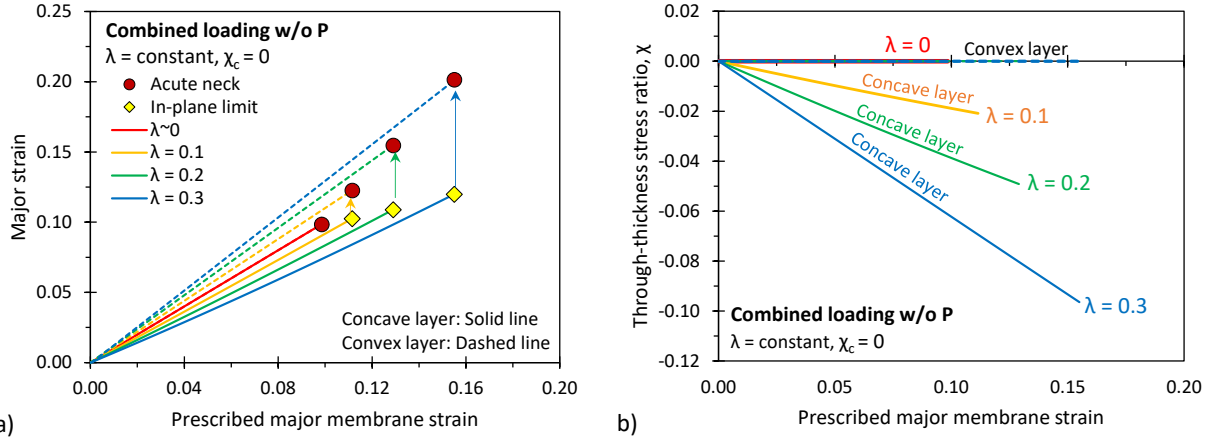 Combined loading w/o P
λ = constant, χc = 0
Acute neck
In-plane limit
λ~0
λ = 0.1
λ = 0.2
λ = 0.3
Concave layer: Solid line
Convex layer: Dashed line
Major strain
0.25
0.20
0.15
0.10
0.05
0.00
0.00 0.04 0.08 0.12 0.16 0.20
Prescribed major membrane strain
a)
Through-thickness stress ratio, χ
0.02
0.00
-0.02
-0.04
-0.06
-0.08
-0.10
-0.12
λ = 0
Convex layer
Concave layer
λ = 0.1
Concave layer
λ = 0.2
Concave layer
λ = 0.3
Combined loading w/o P
λ = constant, χc = 0
0.00 0.05 0.10 0.15 0.20
Prescribed major membrane strain
b)